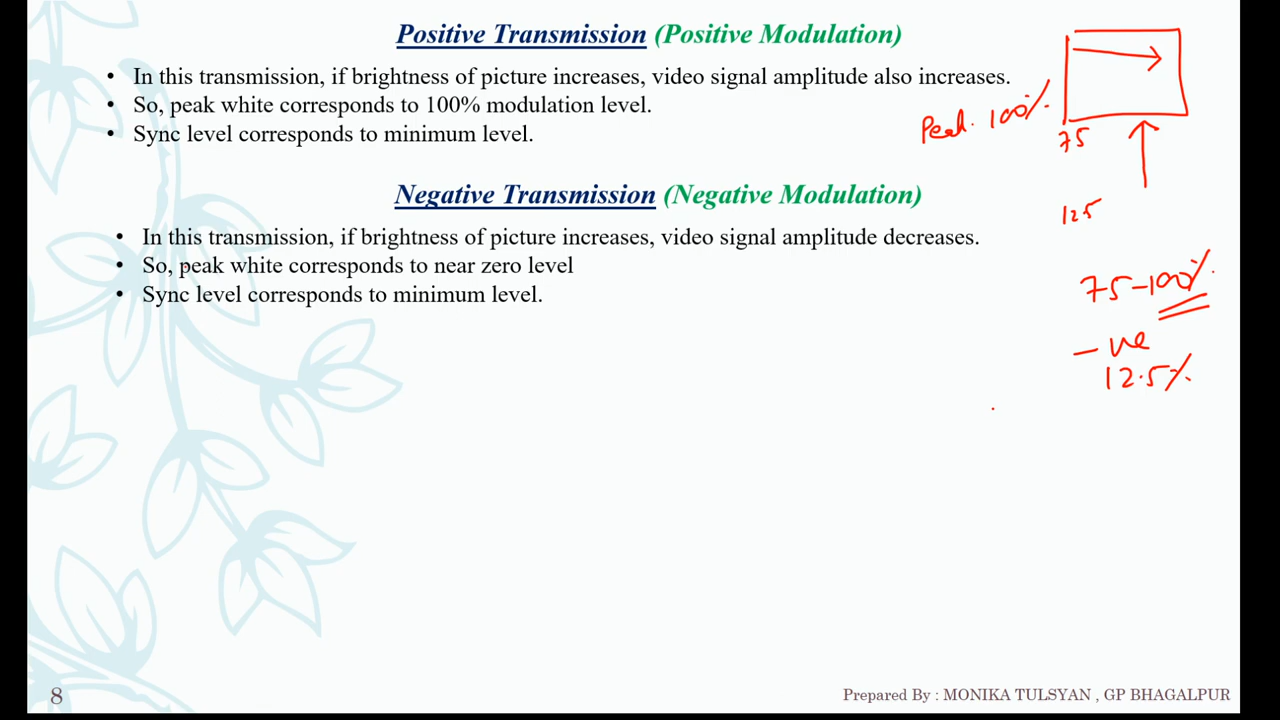 Positive Transmission (Positive Modulation)
• In this transmission, if brightness of picture increases, video signal amplitude also increases.
• So, peak white corresponds to 100% modulation level.
• Sync level corresponds to minimum level.
Peak. 100%
75
Negative Transmission (Negative Modulation)
125
• In this transmission, if brightness of picture increases, video signal amplitude decreases.
• So, peak white corresponds to near zero level
• Sync level corresponds to minimum level.
75-100%
-ve
12.5%
8
Prepared By : MONIKA TULSYAN , GP BHAGALPUR